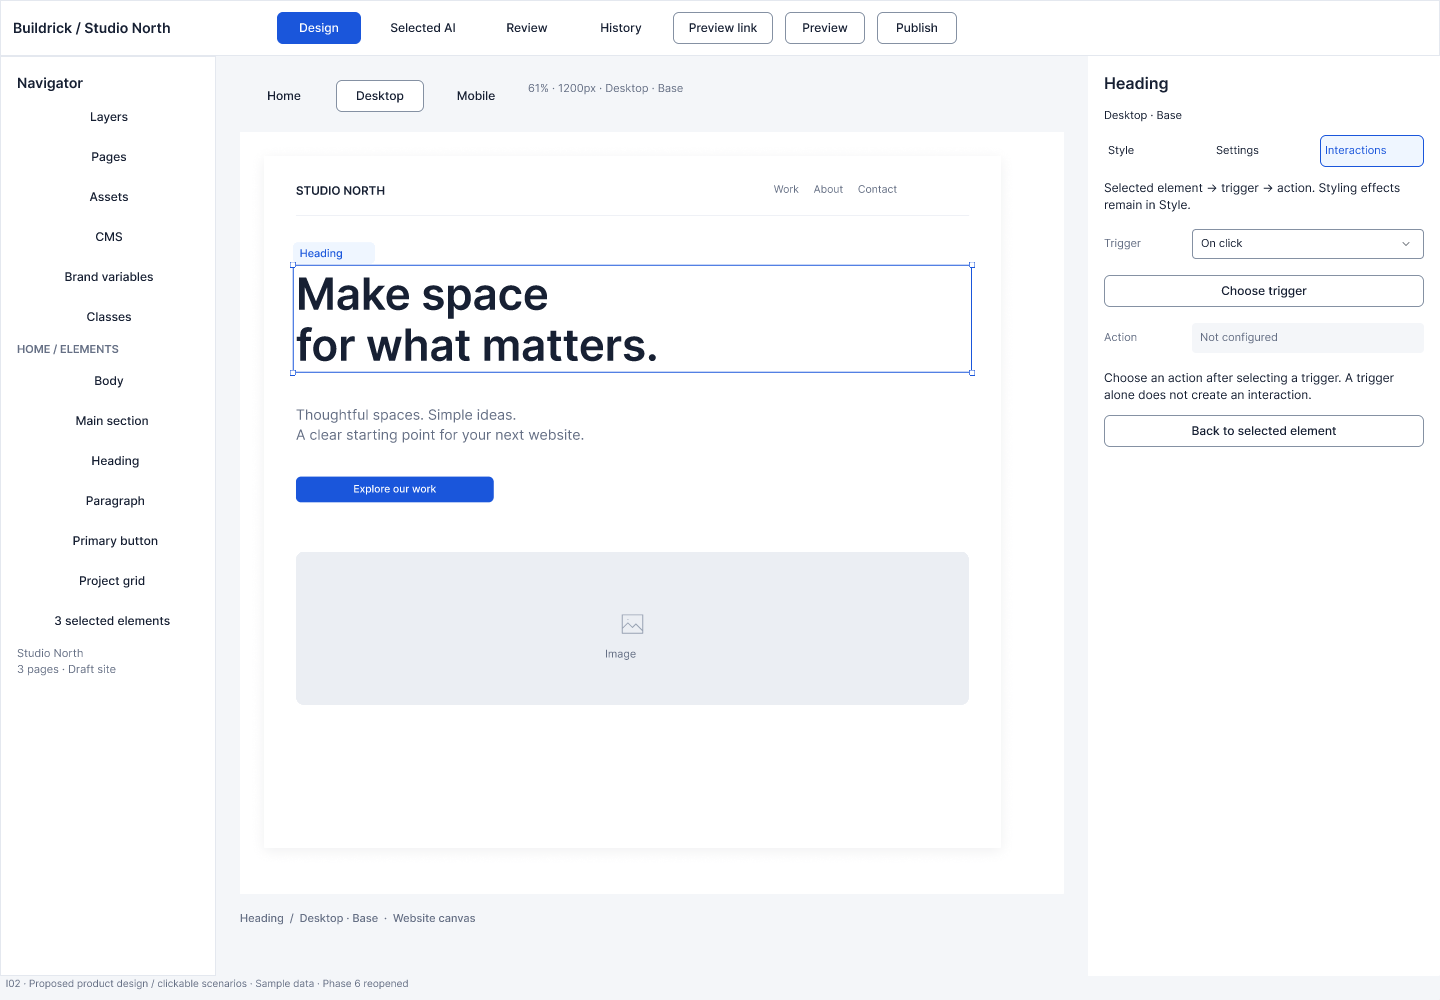 Buildrick / Studio North
Design
Selected AI
Review
History
Preview link
Preview
Publish
Navigator
Layers
Pages
Assets
CMS
Brand variables
Classes
HOME / ELEMENTS
Body
Main section
Heading
Paragraph
Primary button
Project grid
3 selected elements
Studio North
3 pages · Draft site
Home
Desktop
Mobile
61% · 1200px · Desktop · Base
STUDIO NORTH
Work
About
Contact
Heading
Make space
for what matters.
Thoughtful spaces. Simple ideas.
A clear starting point for your next website.
Explore our work
Image
Heading / Desktop · Base · Website canvas
Heading
Desktop · Base
Style
Settings
Interactions
Selected element → trigger → action. Styling effects
remain in Style.
Trigger
On click
Choose trigger
Action
Not configured
Choose an action after selecting a trigger. A trigger
alone does not create an interaction.
Back to selected element
I02 · Proposed product design / clickable scenarios · Sample data · Phase 6 reopened